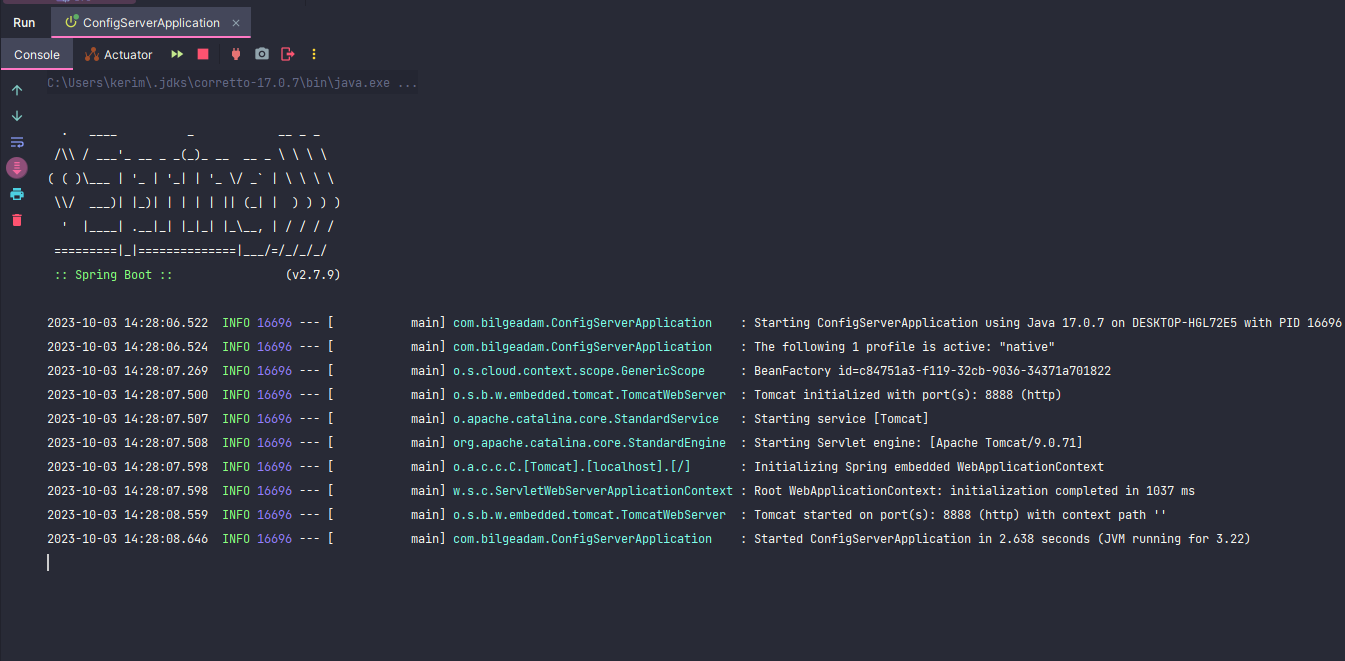 Run ConfigServerApplication ×
Console Actuator
C:\Users\kerim\.jdks\corretto-17.0.7\bin\java.exe ...
  .   ____          _            __ _ _
 /\\ / ___'_ __ _ _(_)_ __  __ _ \ \ \ \
( ( )\___ | '_ | '_| | '_ \/ _` | \ \ \ \
 \\/  ___)| |_)| | | | | || (_| |  ) ) ) )
  '  |____| .__|_| |_|_| |_\__, | / / / /
 =========|_|==============|___/=/_/_/_/
 :: Spring Boot ::                (v2.7.9)
2023-10-03 14:28:06.522  INFO 16696 --- [           main] com.bilgeadam.ConfigServerApplication    : Starting ConfigServerApplication using Java 17.0.7 on DESKTOP-HGL72E5 with PID 16696
2023-10-03 14:28:06.524  INFO 16696 --- [           main] com.bilgeadam.ConfigServerApplication    : The following 1 profile is active: "native"
2023-10-03 14:28:07.269  INFO 16696 --- [           main] o.s.cloud.context.scope.GenericScope     : BeanFactory id=c84751a3-f119-32cb-9036-34371a701822
2023-10-03 14:28:07.500  INFO 16696 --- [           main] o.s.b.w.embedded.tomcat.TomcatWebServer  : Tomcat initialized with port(s): 8888 (http)
2023-10-03 14:28:07.507  INFO 16696 --- [           main] o.apache.catalina.core.StandardService   : Starting service [Tomcat]
2023-10-03 14:28:07.508  INFO 16696 --- [           main] org.apache.catalina.core.StandardEngine  : Starting Servlet engine: [Apache Tomcat/9.0.71]
2023-10-03 14:28:07.598  INFO 16696 --- [           main] o.a.c.c.C.[Tomcat].[localhost].[/]       : Initializing Spring embedded WebApplicationContext
2023-10-03 14:28:07.598  INFO 16696 --- [           main] w.s.c.ServletWebServerApplicationContext : Root WebApplicationContext: initialization completed in 1037 ms
2023-10-03 14:28:08.559  INFO 16696 --- [           main] o.s.b.w.embedded.tomcat.TomcatWebServer  : Tomcat started on port(s): 8888 (http) with context path ''
2023-10-03 14:28:08.646  INFO 16696 --- [           main] com.bilgeadam.ConfigServerApplication    : Started ConfigServerApplication in 2.638 seconds (JVM running for 3.22)